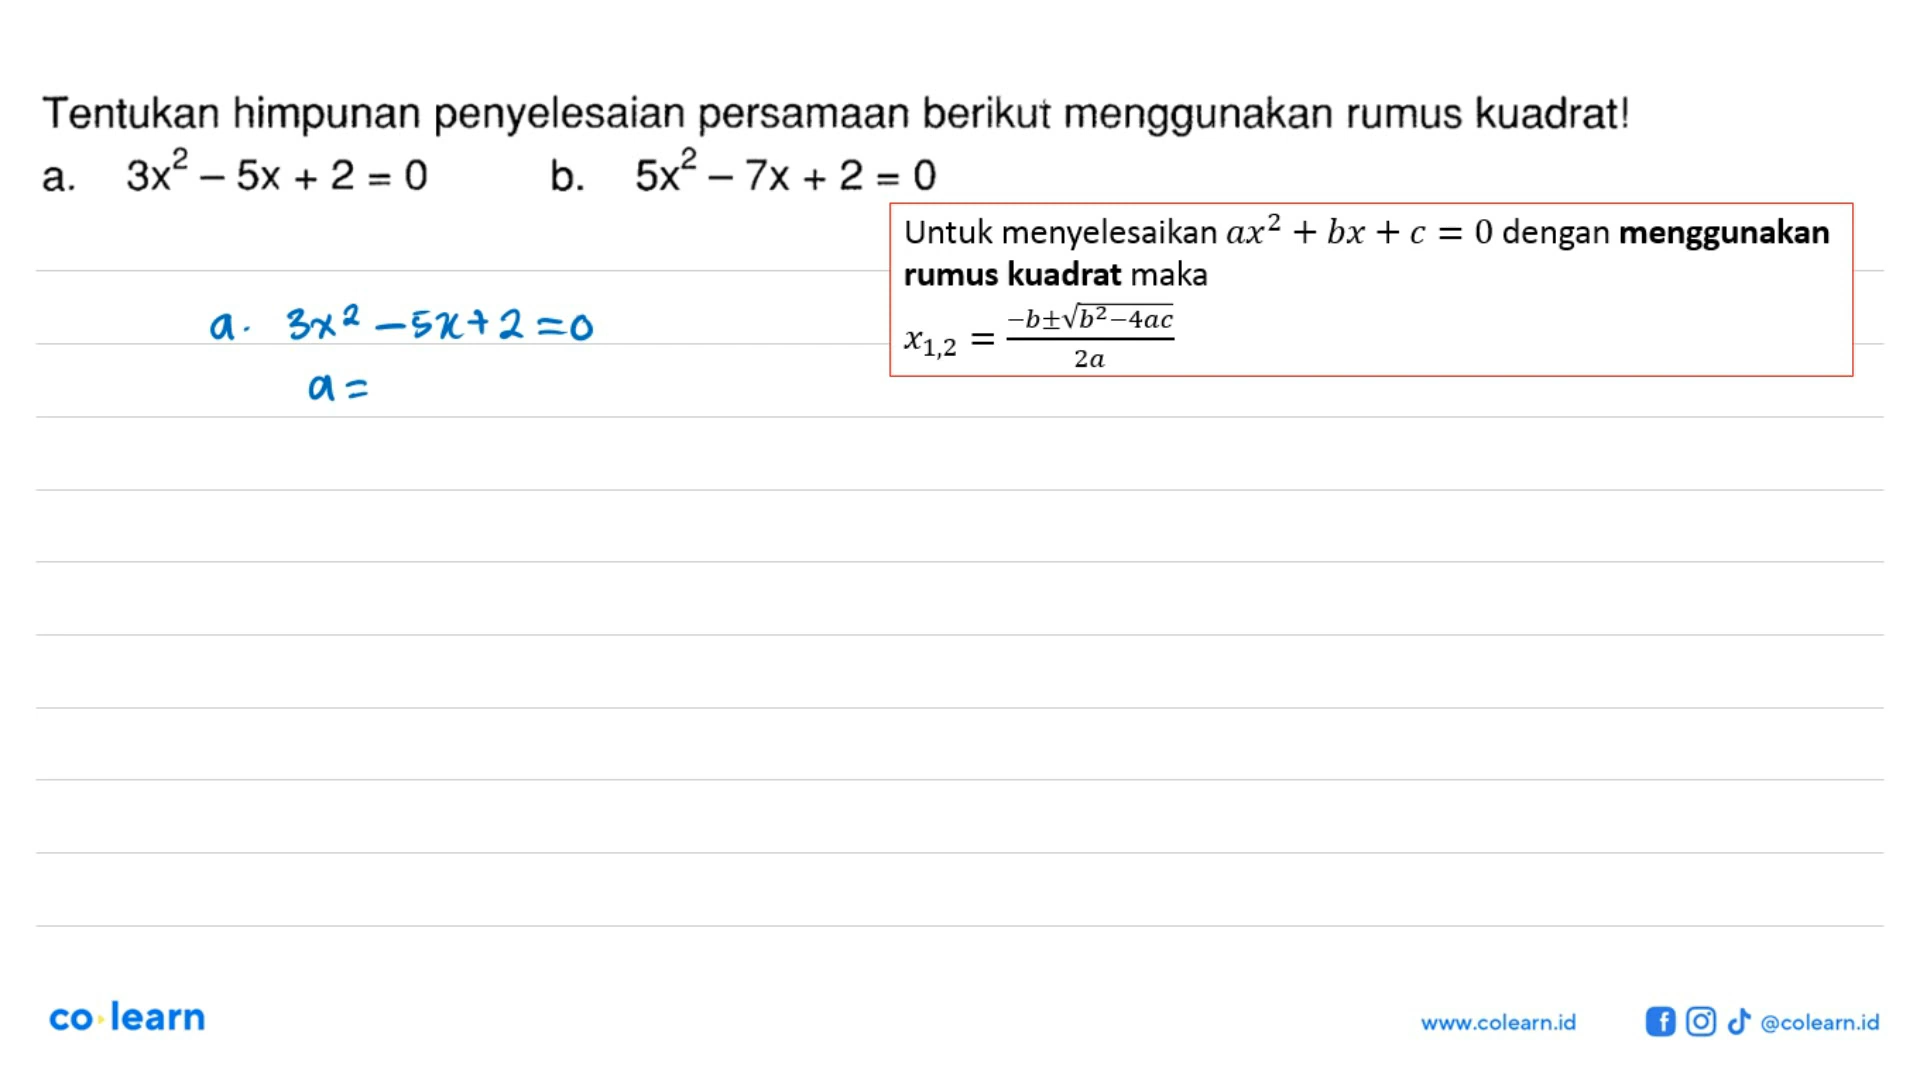 Tentukan himpunan penyelesaian persamaan berikut menggunakan rumus kuadrat!
a. 3x² – 5x + 2 = 0 b. 5x² – 7x + 2 = 0
Untuk menyelesaikan ax² + bx + c = 0 dengan menggunakan
rumus kuadrat maka
x₁,₂ = (−b±√(b²−4ac))/(2a)
a. 3x² – 5x + 2 = 0
a =
co learn
www.colearn.id @colearn.id